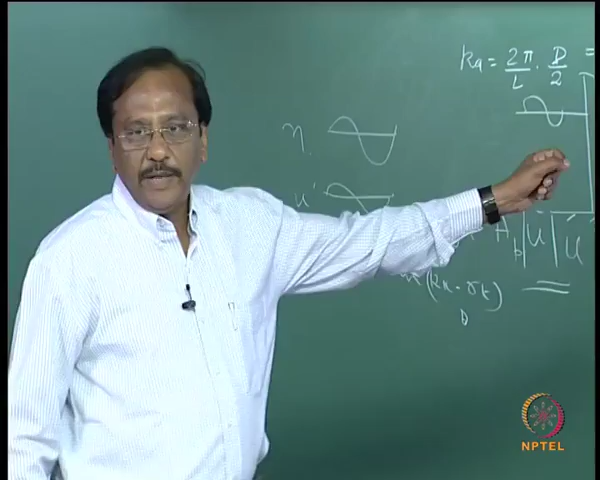 ka = 2π/L · D/2 =
η
u'
|u'| u'
(kx - σt)
NPTEL